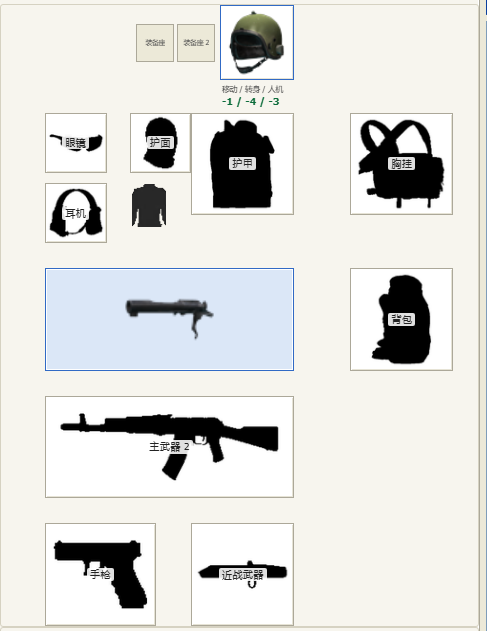 装备座
装备座 2
移动 / 转身 / 人机
-1 / -4 / -3
眼镜
护面
护甲
胸挂
耳机
背包
主武器 2
手枪
近战武器